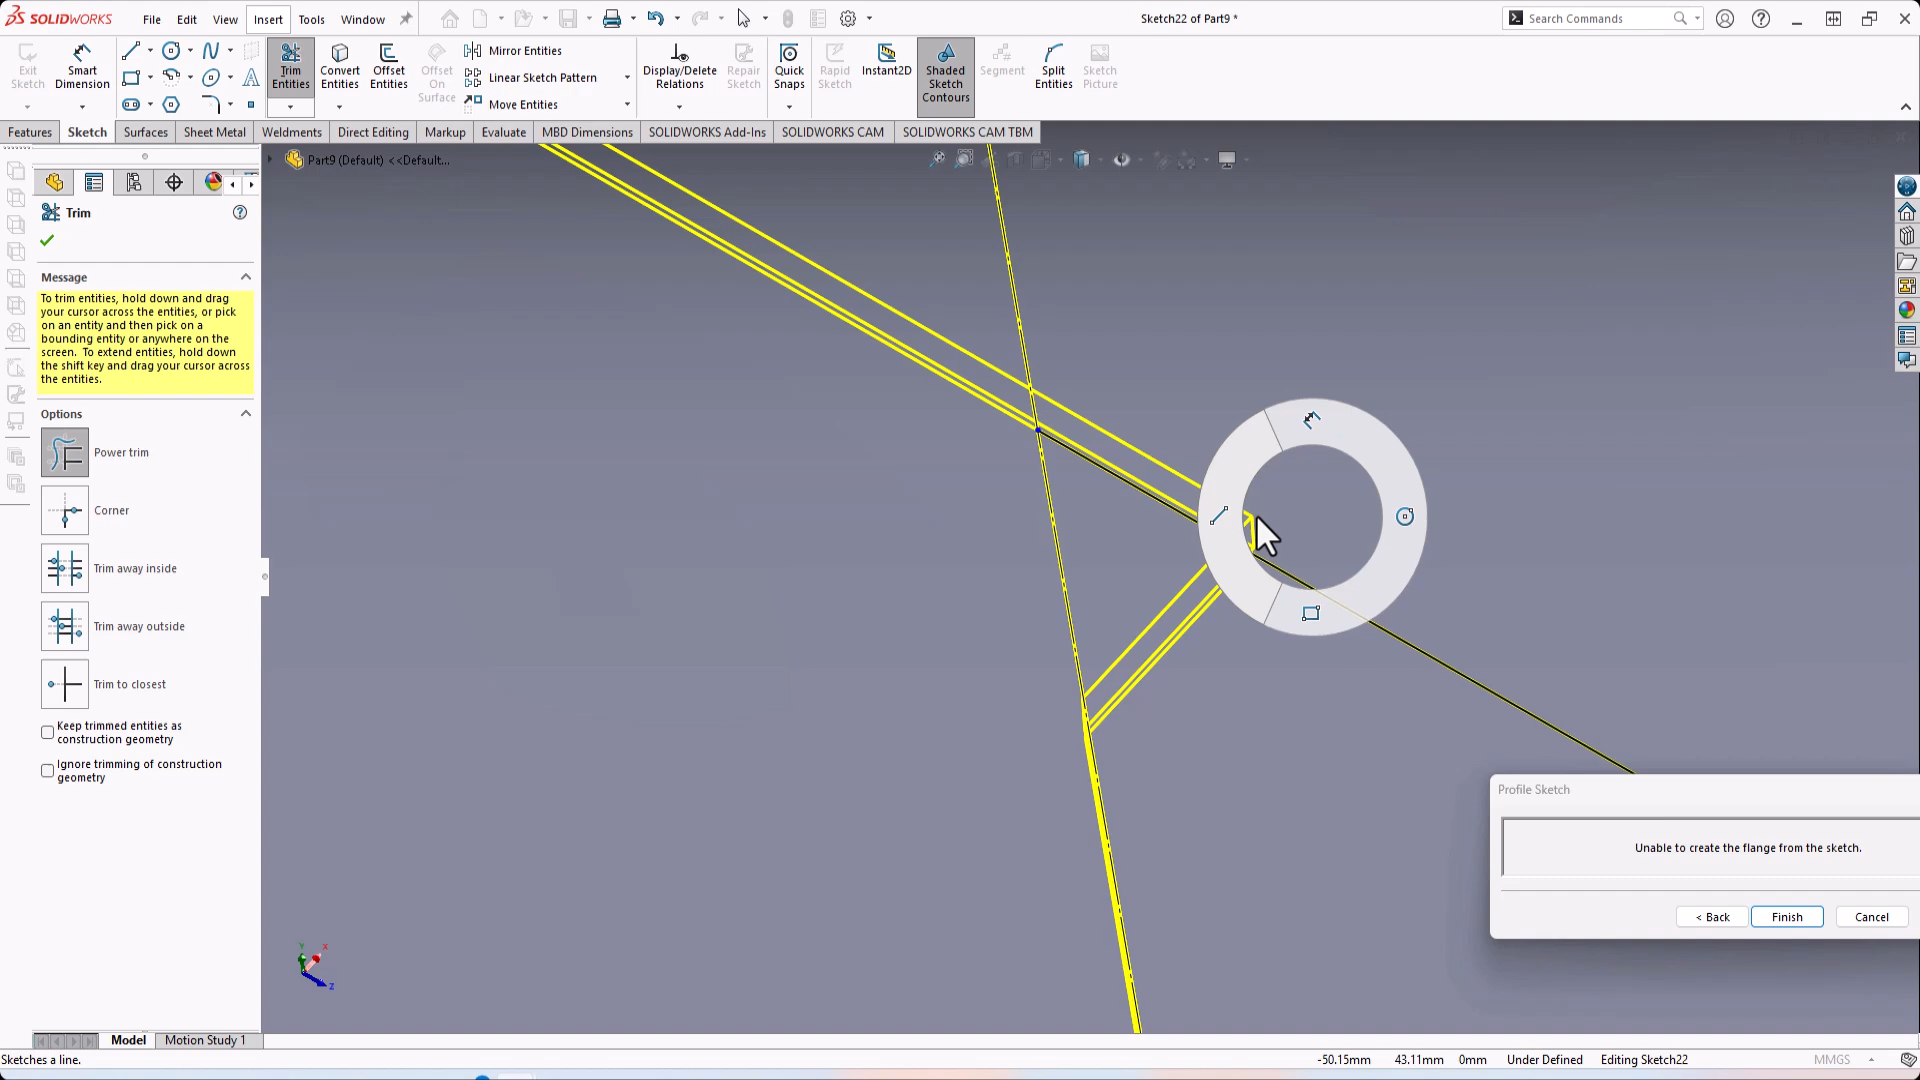 SOLIDWORKS
File
Edit
View
Insert
Tools
Window
Sketch22 of Part9 *
Search Commands
Exit
Sketch
Smart
Dimension
Trim
Entities
Convert
Entities
Offset
Entities
Offset
On
Surface
Mirror Entities
Linear Sketch Pattern
Move Entities
Display/Delete
Relations
Repair
Sketch
Quick
Snaps
Rapid
Sketch
Instant2D
Shaded
Sketch
Contours
Segment
Split
Entities
Sketch
Picture
Features
Sketch
Surfaces
Sheet Metal
Weldments
Direct Editing
Markup
Evaluate
MBD Dimensions
SOLIDWORKS Add-Ins
SOLIDWORKS CAM
SOLIDWORKS CAM TBM
Part9 (Default) <<Default...
Trim
Message
To trim entities, hold down and drag
your cursor across the entities, or pick
on an entity and then pick on a
bounding entity or anywhere on the
screen. To extend entities, hold down
the shift key and drag your cursor across
the entities.
Options
Power trim
Corner
Trim away inside
Trim away outside
Trim to closest
Keep trimmed entities as
construction geometry
Ignore trimming of construction
geometry
Profile Sketch
Unable to create the flange from the sketch.
< Back
Finish
Cancel
Y
X
Z
Model
Motion Study 1
Sketches a line.
-50.15mm
43.11mm
0mm
Under Defined
Editing Sketch22
MMGS